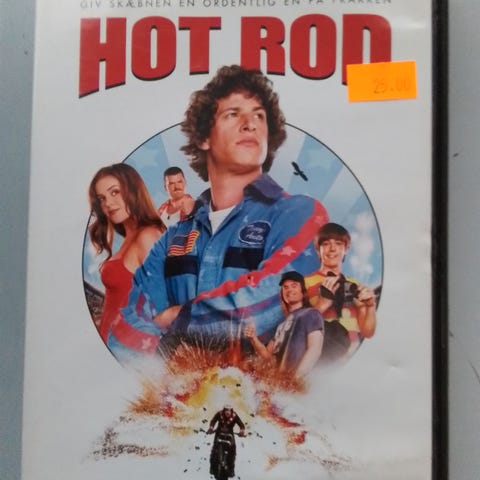 GIV SKÆBNEN EN ORDENTLIG EN PÅ FRAKKEN
HOT ROD
25.00